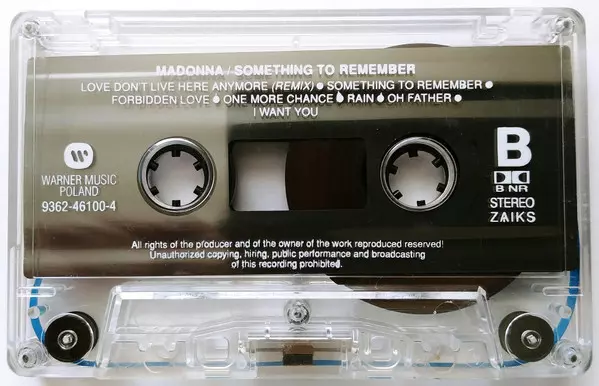 MADONNA / SOMETHING TO REMEMBER
LOVE DON'T LIVE HERE ANYMORE (REMIX) ● SOMETHING TO REMEMBER ●
FORBIDDEN LOVE ● ONE MORE CHANCE ● RAIN ● OH FATHER ●
I WANT YOU
WARNER MUSIC
POLAND
9362-46100-4
B
B NR
STEREO
ZAIKS
All rights of the producer and of the owner of the work reproduced reserved!
Unauthorized copying, hiring, public performance and broadcasting
of this recording prohibited.